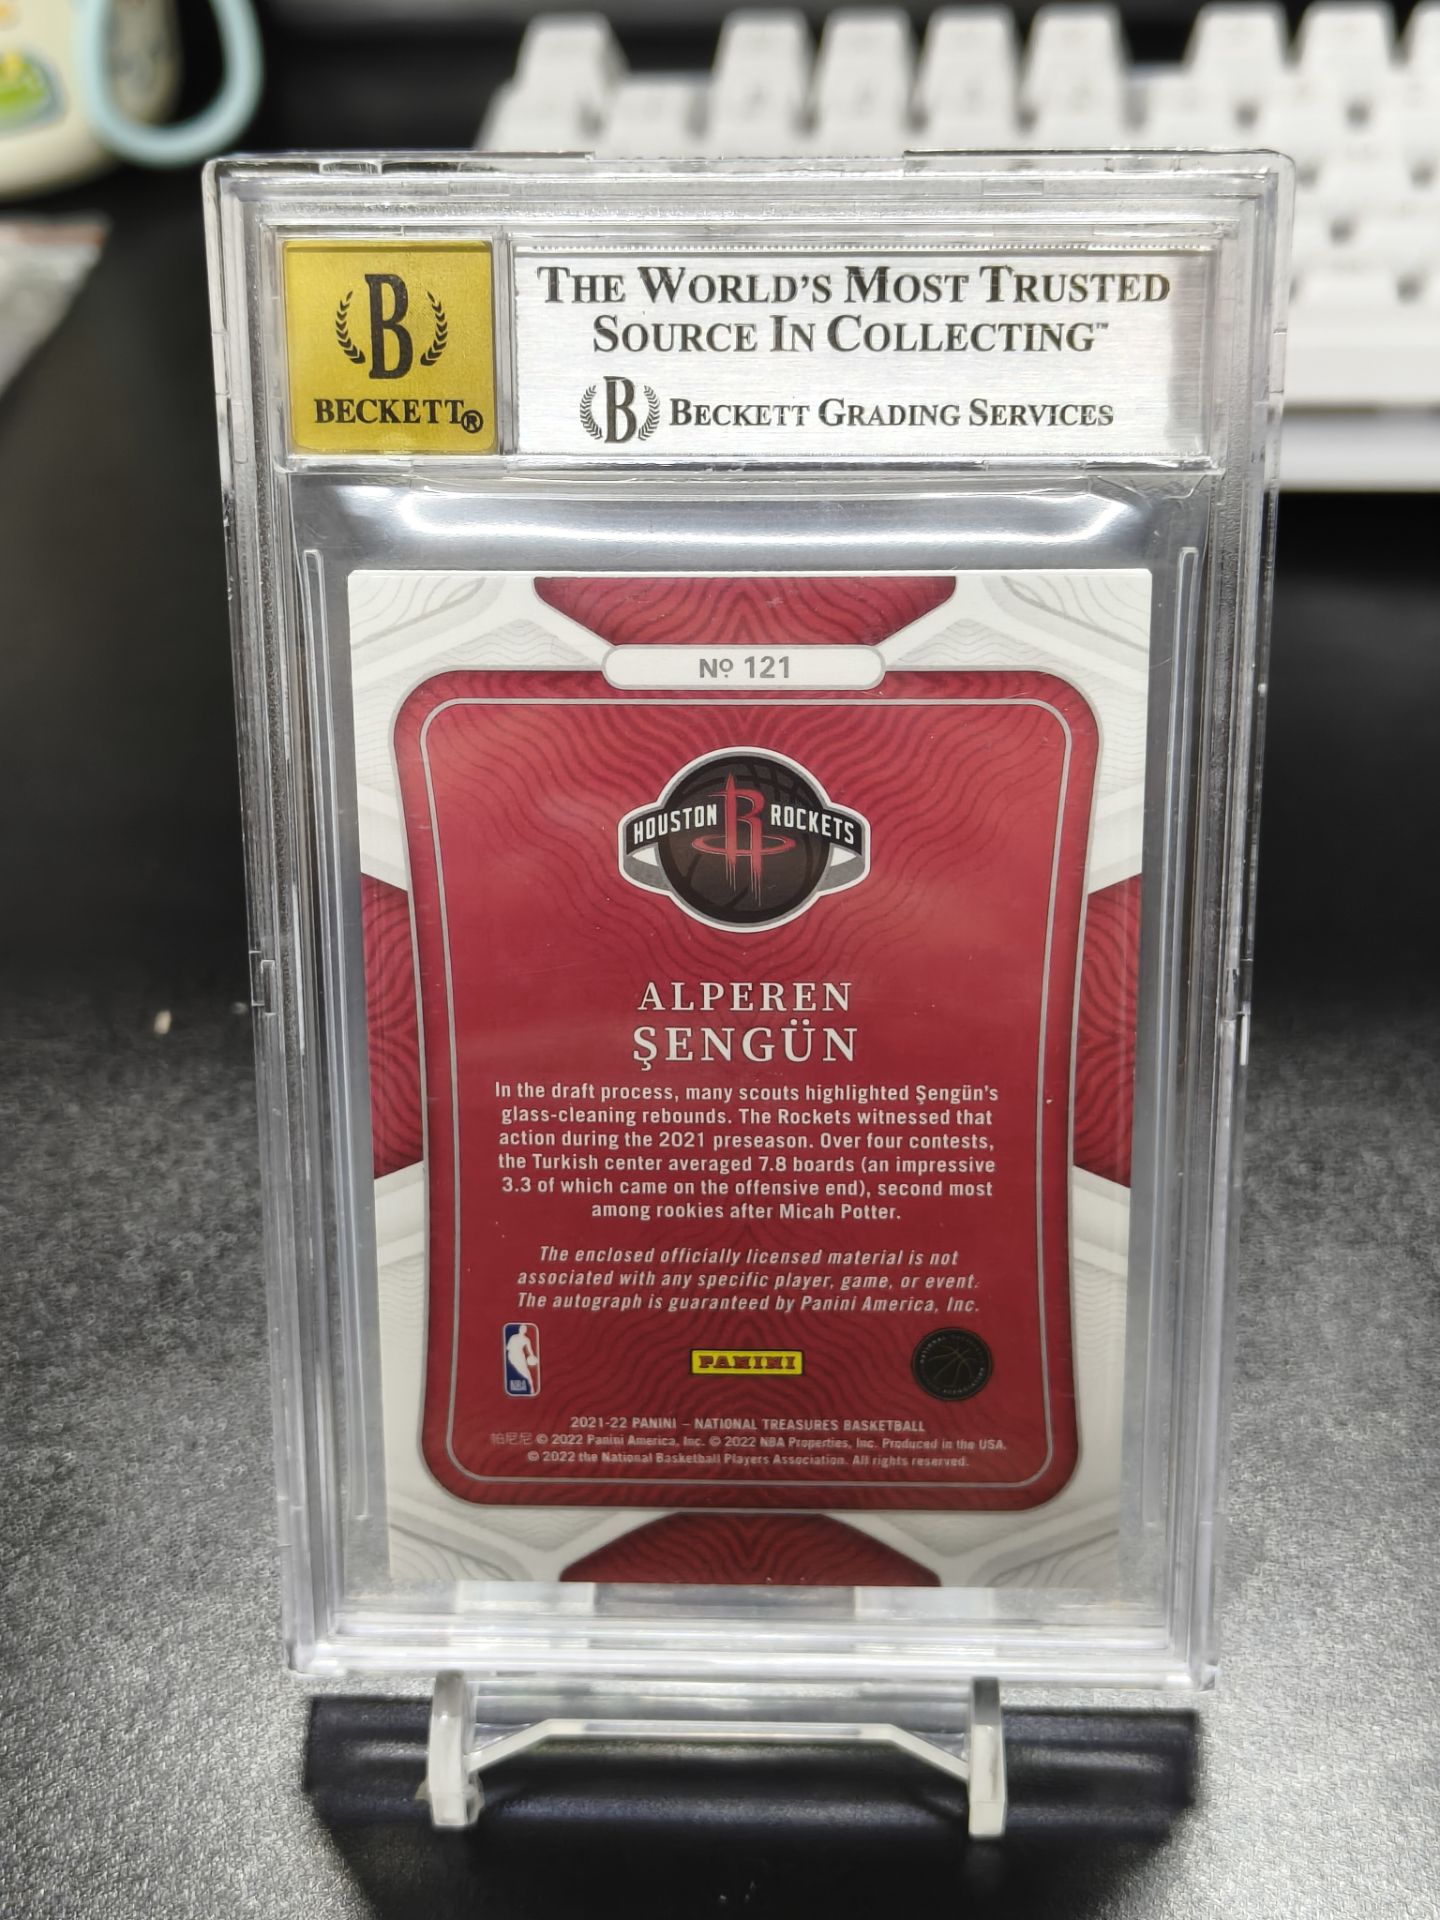 B
BECKETT®
THE WORLD'S MOST TRUSTED
SOURCE IN COLLECTING™
B BECKETT GRADING SERVICES
Nº 121
HOUSTON R ROCKETS
ALPEREN
ŞENGÜN
In the draft process, many scouts highlighted Şengün's
glass-cleaning rebounds. The Rockets witnessed that
action during the 2021 preseason. Over four contests,
the Turkish center averaged 7.8 boards (an impressive
3.3 of which came on the offensive end), second most
among rookies after Micah Potter.
The enclosed officially licensed material is not
associated with any specific player, game, or event.
The autograph is guaranteed by Panini America, Inc.
NBA
PANINI
2021-22 PANINI – NATIONAL TREASURES BASKETBALL
帕尼尼 © 2022 Panini America, Inc. © 2022 NBA Properties, Inc. Produced in the USA.
© 2022 the National Basketball Players Association. All rights reserved.